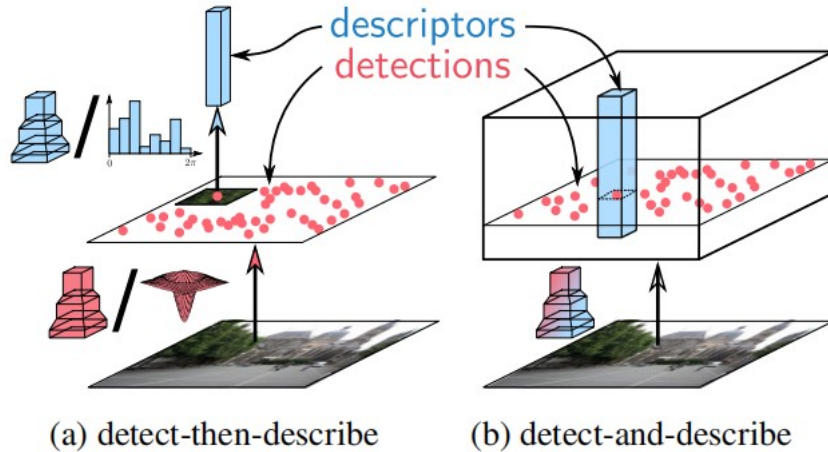 descriptors
detections
0
2π
(a) detect-then-describe
(b) detect-and-describe